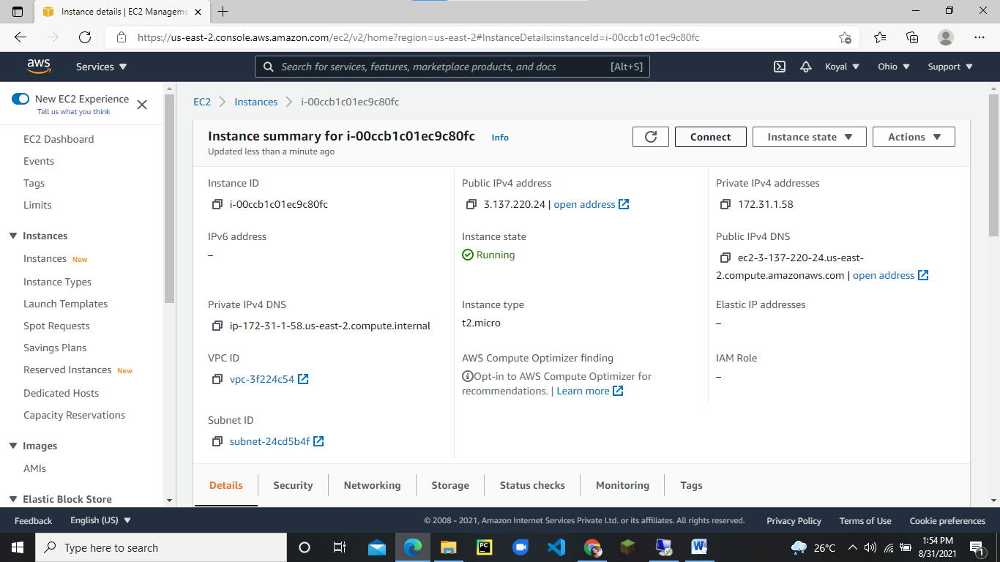 Instance details | EC2 Manageme
https://us-east-2.console.aws.amazon.com/ec2/v2/home?region=us-east-2#InstanceDetails:instanceId=i-00ccb1c01ec9c80fc
aws Services Search for services, features, marketplace products, and docs [Alt+S] Koyal Ohio Support
New EC2 Experience
Tell us what you think
EC2 Dashboard
Events
Tags
Limits
Instances
Instances New
Instance Types
Launch Templates
Spot Requests
Savings Plans
Reserved Instances New
Dedicated Hosts
Capacity Reservations
Images
AMIs
Elastic Block Store
EC2 Instances i-00ccb1c01ec9c80fc
Instance summary for i-00ccb1c01ec9c80fc Info
Updated less than a minute ago
Connect Instance state Actions
Instance ID
i-00ccb1c01ec9c80fc
Public IPv4 address
3.137.220.24 | open address
Private IPv4 addresses
172.31.1.58
IPv6 address
–
Instance state
Running
Public IPv4 DNS
ec2-3-137-220-24.us-east-
2.compute.amazonaws.com | open address
Private IPv4 DNS
ip-172-31-1-58.us-east-2.compute.internal
Instance type
t2.micro
Elastic IP addresses
–
VPC ID
vpc-3f224c54
AWS Compute Optimizer finding
Opt-in to AWS Compute Optimizer for
recommendations. | Learn more
IAM Role
–
Subnet ID
subnet-24cd5b4f
Details Security Networking Storage Status checks Monitoring Tags
Feedback English (US) © 2008 - 2021, Amazon Internet Services Private Ltd. or its affiliates. All rights reserved. Privacy Policy Terms of Use Cookie preferences
Type here to search
PC
26°C
1:54 PM
8/31/2021
1